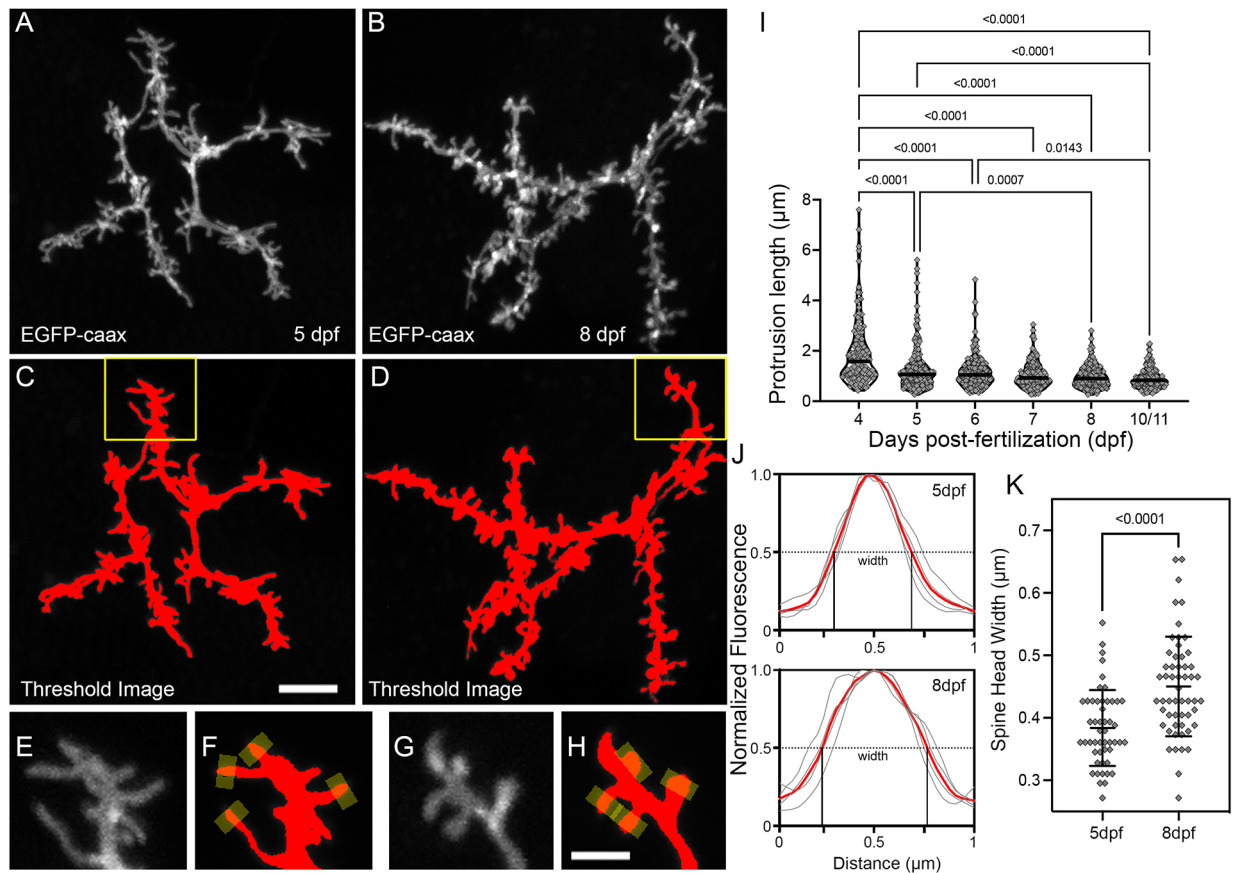 A
EGFP-caax
5 dpf
B
EGFP-caax
8 dpf
C
Threshold Image
D
Threshold Image
E
F
G
H
I
<0.0001
<0.0001
<0.0001
<0.0001
<0.0001
0.0143
<0.0001
0.0007
Protrusion length (µm)
8
6
4
2
0
4
5
6
7
8
10/11
Days post-fertilization (dpf)
J
Normalized Fluorescence
1.0
0.5
0
5dpf
width
0
0.5
1
1.0
0.5
0
8dpf
width
0
0.5
1
Distance (µm)
K
Spine Head Width (µm)
0.7
0.6
0.5
0.4
0.3
<0.0001
5dpf
8dpf